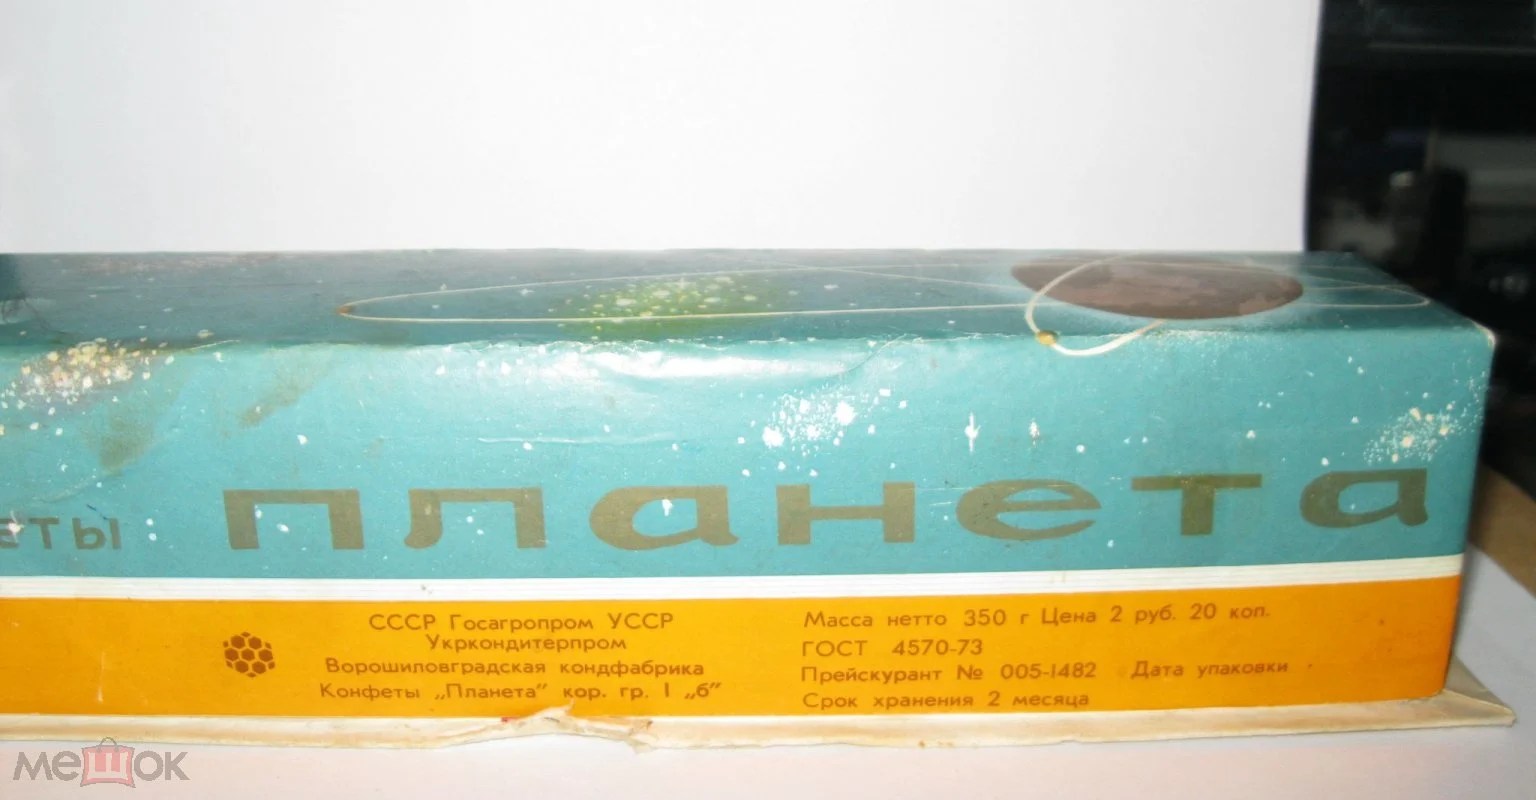 еты планета
СССР Госагропром УССР
Укркондитерпром
Ворошиловградская кондфабрика
Конфеты „Планета" кор. гр. I „б"
Масса нетто 350 г Цена 2 руб. 20 коп.
ГОСТ 4570-73
Прейскурант № 005-1482 Дата упаковки
Срок хранения 2 месяца
мешок